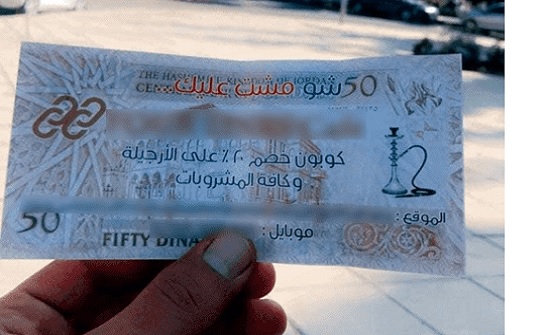 THE HASHEMITE KINGDOM OF JORDAN
50 شو مشت عليك...
كوبون خصم ٢٠٪ على الأرجيلة
وكافة المشروبات
الموقع :
50
موبايل :
FIFTY DINA